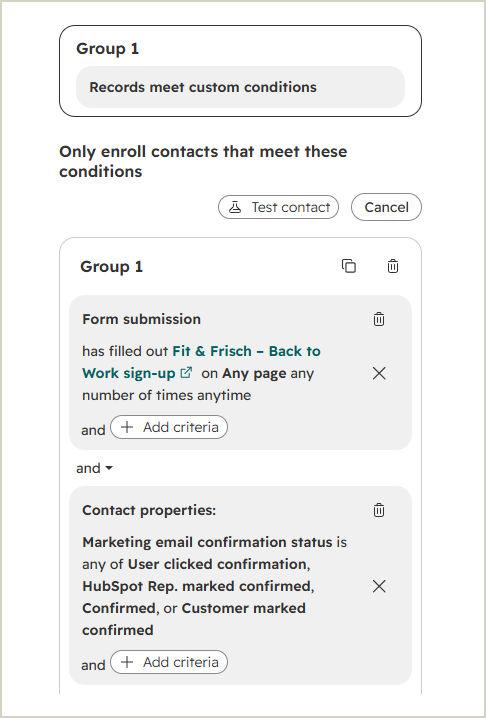 Group 1
Records meet custom conditions
Only enroll contacts that meet these
conditions
Test contact
Cancel
Group 1
Form submission
has filled out Fit & Frisch – Back to
Work sign-up on Any page any
number of times anytime
and + Add criteria
and
Contact properties:
Marketing email confirmation status is
any of User clicked confirmation,
HubSpot Rep. marked confirmed,
Confirmed, or Customer marked
confirmed
and + Add criteria